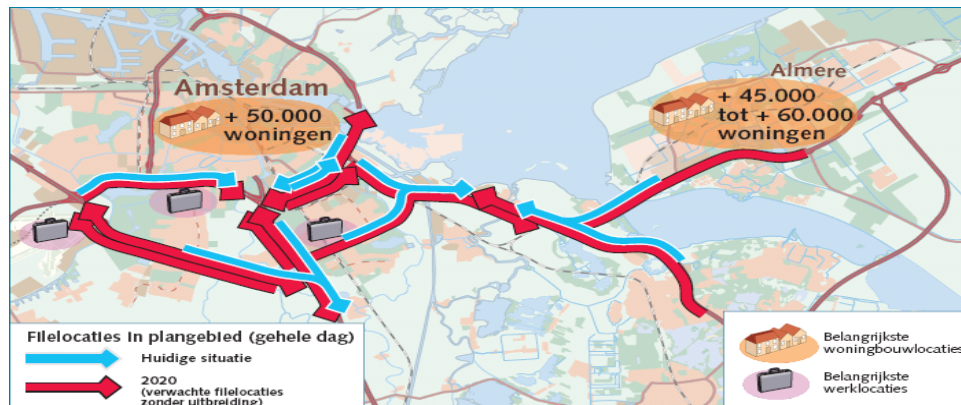 Amsterdam
+ 50.000
woningen
Almere
+ 45.000
tot + 60.000
woningen
Filelocaties in plangebied (gehele dag)
Huidige situatie
2020
(verwachte filelocaties
zonder uitbreiding)
Belangrijkste
woningbouwlocaties
Belangrijkste
werklocaties